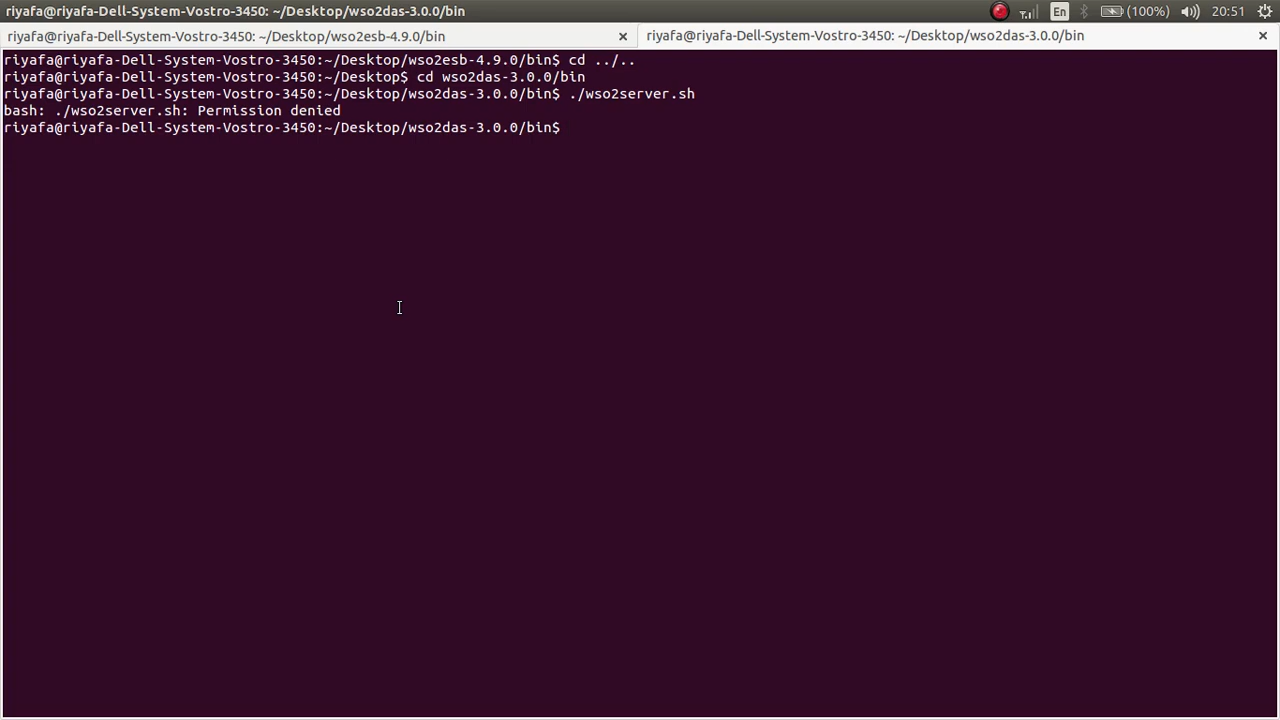 riyafa@riyafa-Dell-System-Vostro-3450: ~/Desktop/wso2das-3.0.0/bin
En
(100%)
20:51
riyafa@riyafa-Dell-System-Vostro-3450: ~/Desktop/wso2esb-4.9.0/bin ×
riyafa@riyafa-Dell-System-Vostro-3450: ~/Desktop/wso2das-3.0.0/bin ×
riyafa@riyafa-Dell-System-Vostro-3450:~/Desktop/wso2esb-4.9.0/bin$ cd ../..
riyafa@riyafa-Dell-System-Vostro-3450:~/Desktop$ cd wso2das-3.0.0/bin
riyafa@riyafa-Dell-System-Vostro-3450:~/Desktop/wso2das-3.0.0/bin$ ./wso2server.sh
bash: ./wso2server.sh: Permission denied
riyafa@riyafa-Dell-System-Vostro-3450:~/Desktop/wso2das-3.0.0/bin$